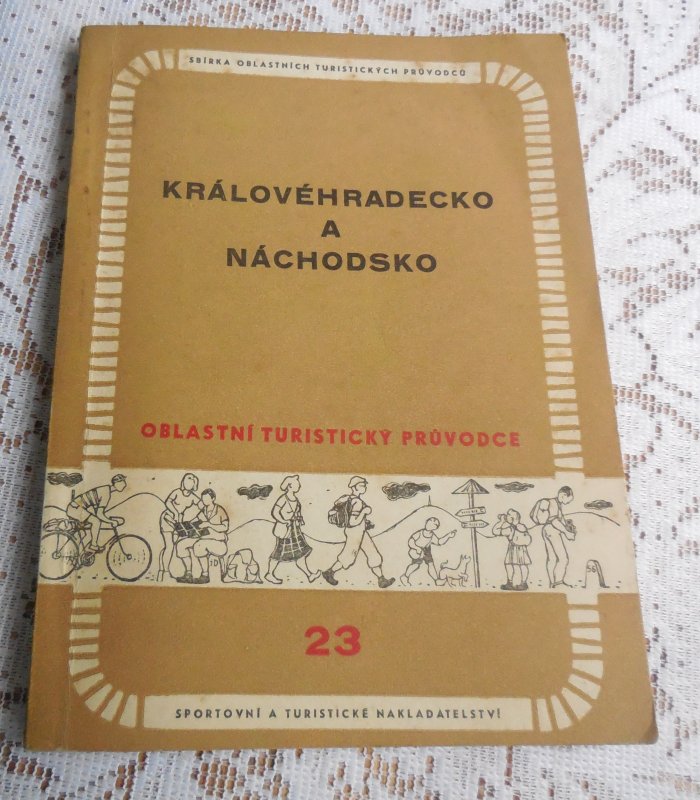 SBÍRKA OBLASTNÍCH TURISTICKÝCH PRŮVODCŮ
KRÁLOVÉHRADECKO
A
NÁCHODSKO
OBLASTNÍ TURISTICKÝ PRŮVODCE
23
SPORTOVNÍ A TURISTICKÉ NAKLADATELSTVÍ